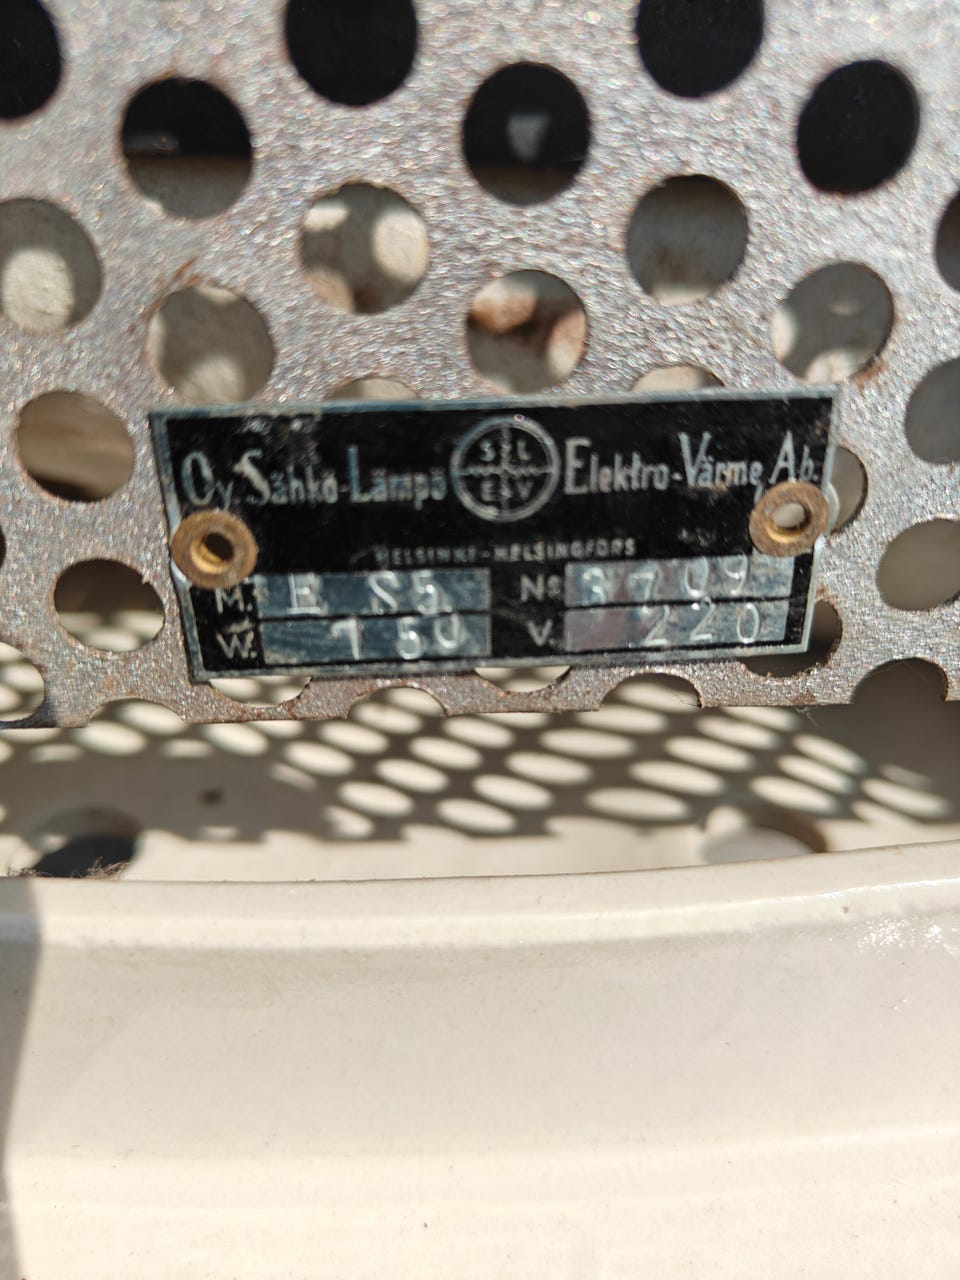 Oy. Sähkö-Lämpö
S L
E V
Elektro-Värme Ab.
HELSINKI-HELSINGFORS
M. E S5 No 3709
W. 750 V. 220